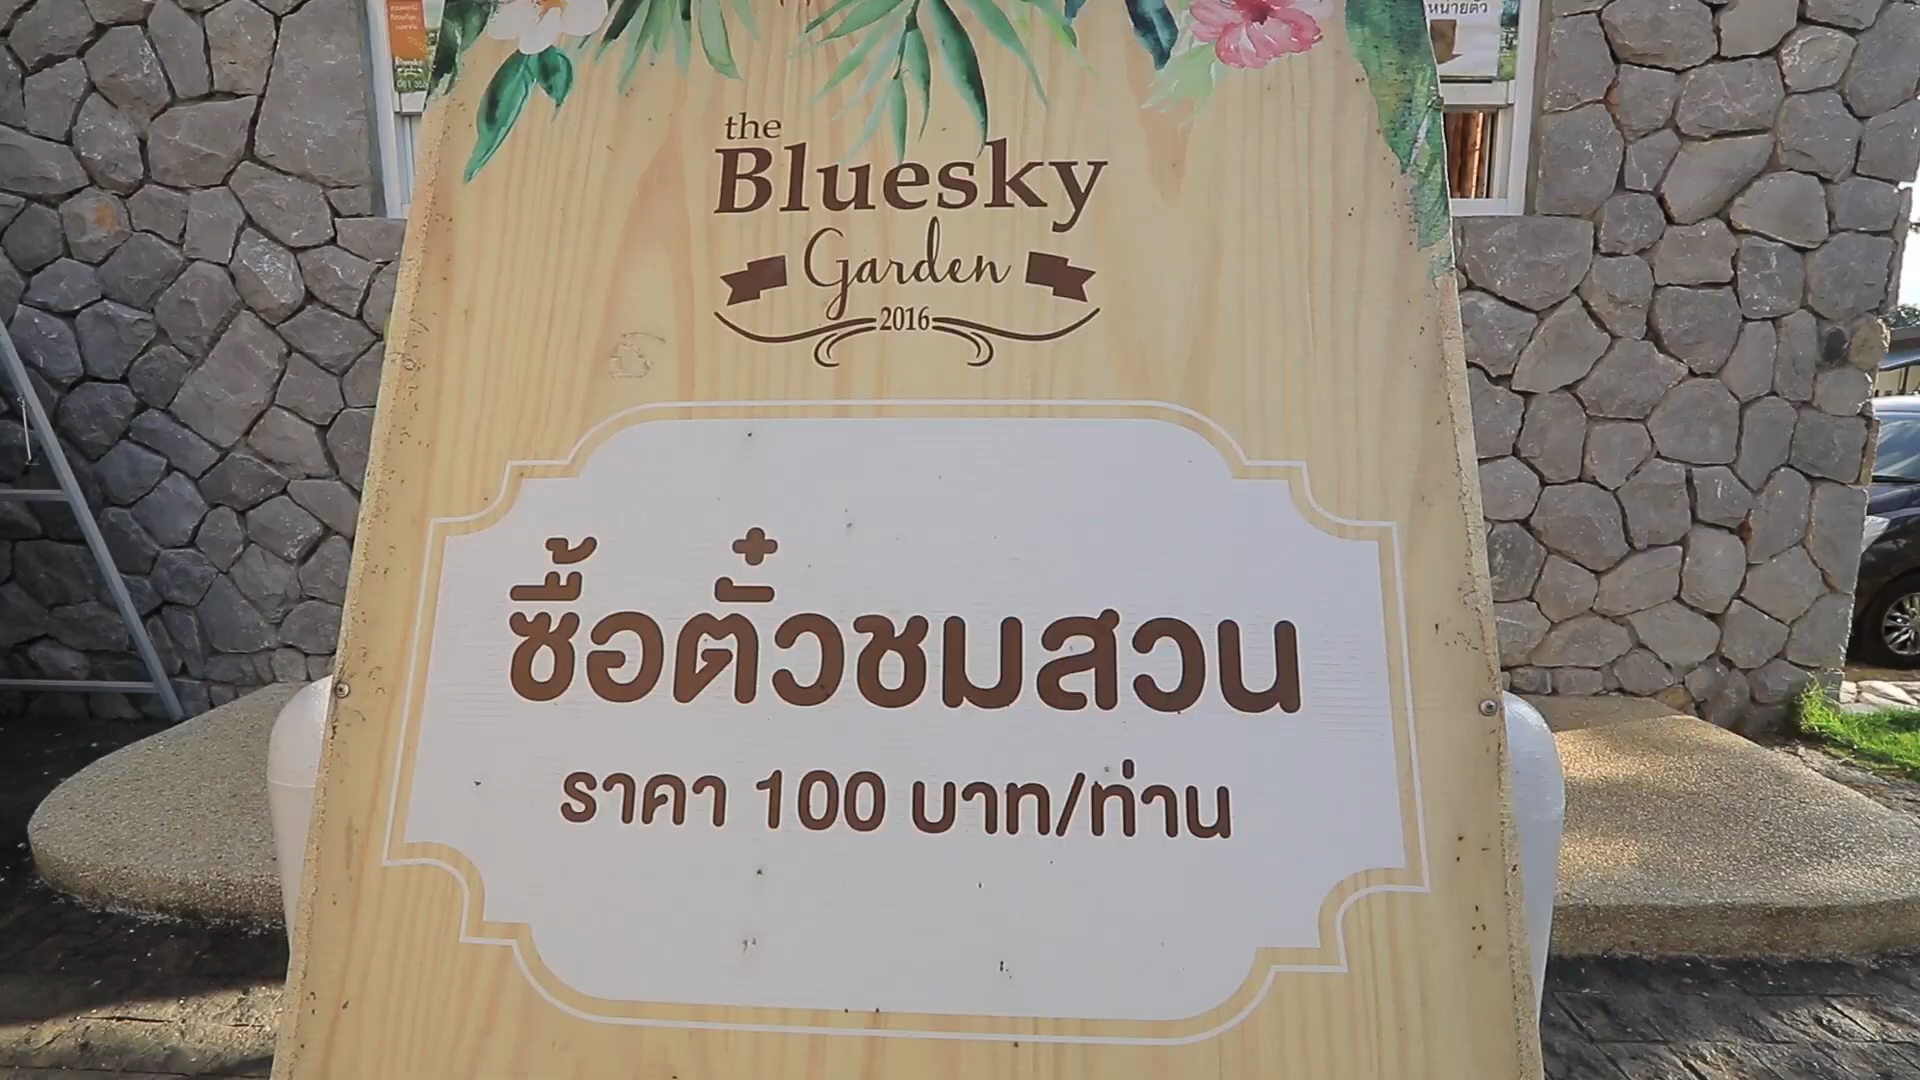 the
Bluesky
Garden
2016
ซื้อตั๋วชมสวน
ราคา 100 บาท/ท่าน
Bluesky